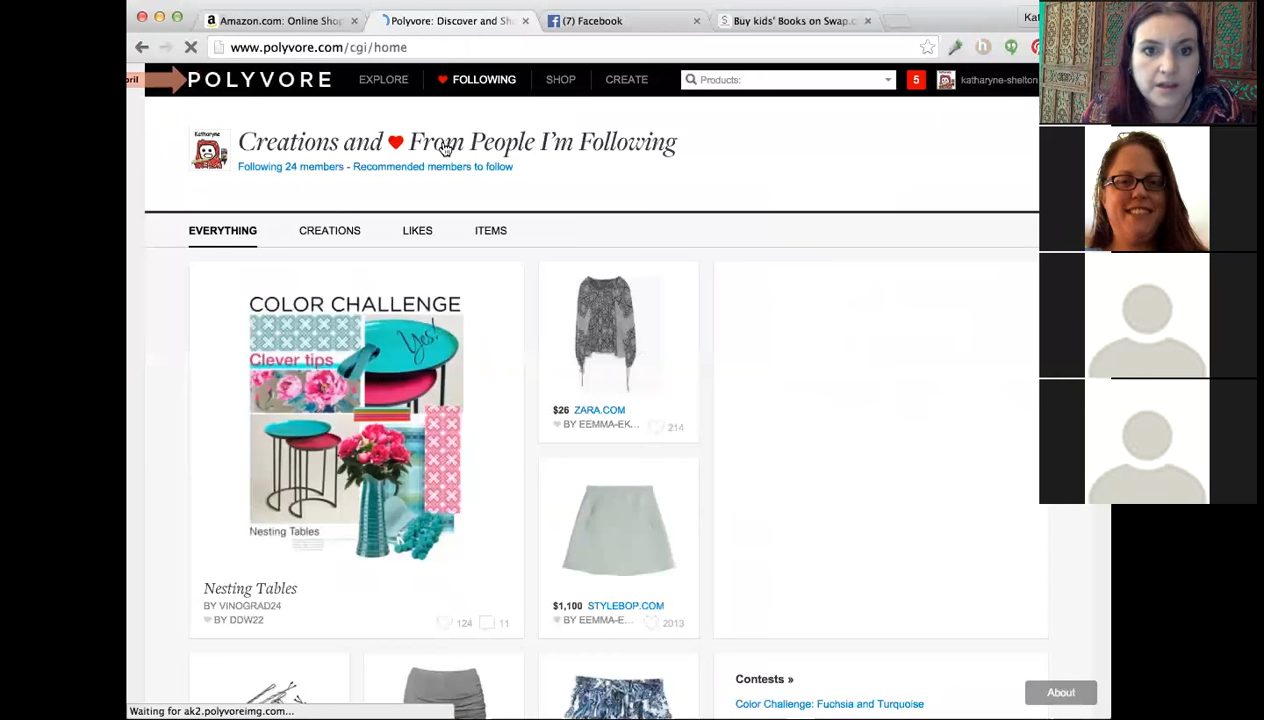 Amazon.com: Online Shop
Polyvore: Discover and Sh
(7) Facebook
Buy kids' Books on Swap.c
Kat
www.polyvore.com/cgi/home
pril
POLYVORE
EXPLORE
FOLLOWING
SHOP
CREATE
Products:
5
katharyne-shelton
Katharyne
Creations and ❤ From People I'm Following
Following 24 members - Recommended members to follow
EVERYTHING
CREATIONS
LIKES
ITEMS
COLOR CHALLENGE
Yes!
Clever tips
Nesting Tables
Nesting Tables
BY VINOGRAD24
BY DDW22
124
11
$26 ZARA.COM
BY EEMMA-EK...
214
$1,100 STYLEBOP.COM
BY EEMMA-E...
2013
Contests »
Color Challenge: Fuchsia and Turquoise
About
Waiting for ak2.polyvoreimg.com...